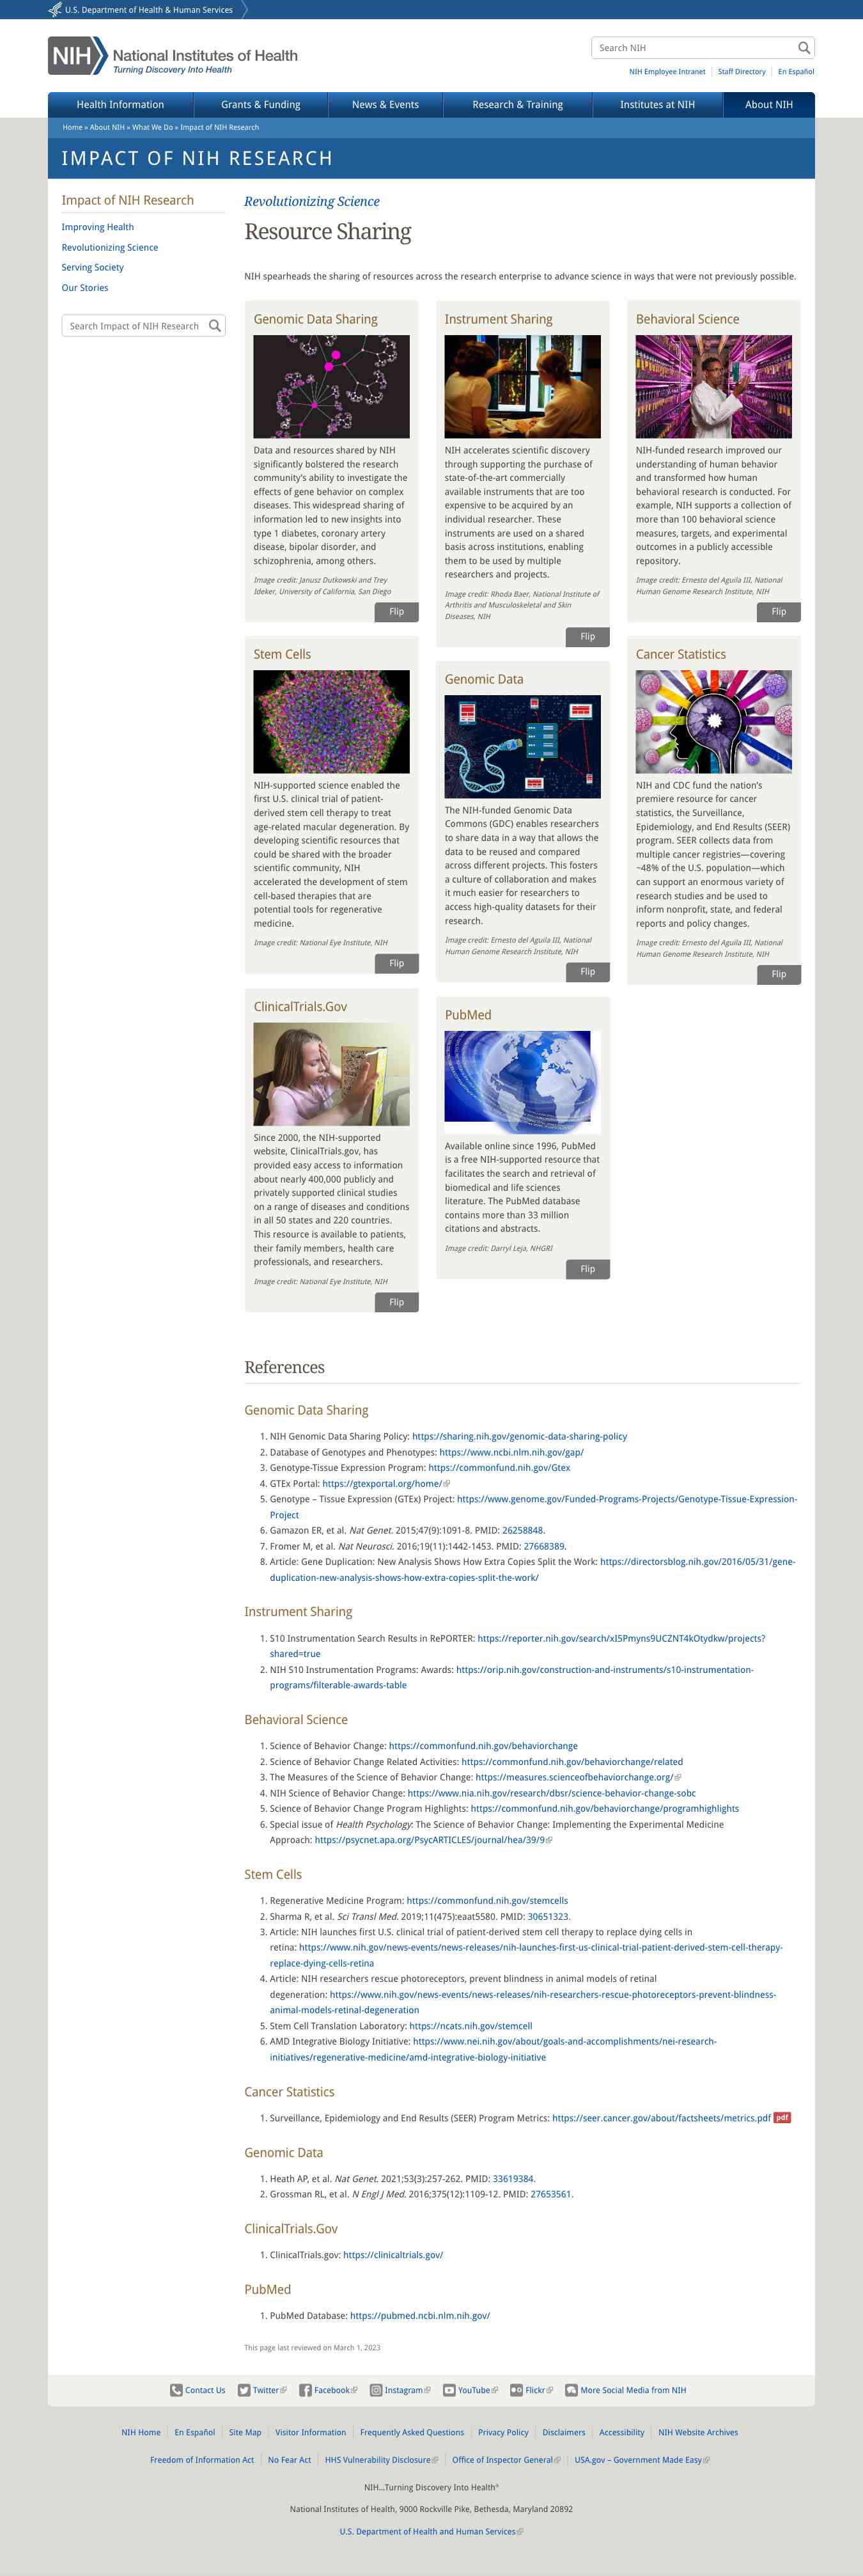 U.S. Department of Health & Human Services
NIH National Institutes of Health
Turning Discovery Into Health
Search NIH
NIH Employee Intranet
Staff Directory
En Español
Health Information
Grants & Funding
News & Events
Research & Training
Institutes at NIH
About NIH
Home » About NIH » What We Do » Impact of NIH Research
IMPACT OF NIH RESEARCH
Impact of NIH Research
Improving Health
Revolutionizing Science
Serving Society
Our Stories
Search Impact of NIH Research
Revolutionizing Science
Resource Sharing
NIH spearheads the sharing of resources across the research enterprise to advance science in ways that were not previously possible.
Genomic Data Sharing
Data and resources shared by NIH
significantly bolstered the research
community's ability to investigate the
effects of gene behavior on complex
diseases. This widespread sharing of
information led to new insights into
type 1 diabetes, coronary artery
disease, bipolar disorder, and
schizophrenia, among others.
Image credit: Janusz Dutkowski and Trey
Ideker, University of California, San Diego
Flip
Instrument Sharing
NIH accelerates scientific discovery
through supporting the purchase of
state-of-the-art commercially
available instruments that are too
expensive to be acquired by an
individual researcher. These
instruments are used on a shared
basis across institutions, enabling
them to be used by multiple
researchers and projects.
Image credit: Rhoda Baer, National Institute of
Arthritis and Musculoskeletal and Skin
Diseases, NIH
Flip
Behavioral Science
NIH-funded research improved our
understanding of human behavior
and transformed how human
behavioral research is conducted. For
example, NIH supports a collection of
more than 100 behavioral science
measures, targets, and experimental
outcomes in a publicly accessible
repository.
Image credit: Ernesto del Aguila III, National
Human Genome Research Institute, NIH
Flip
Stem Cells
NIH-supported science enabled the
first U.S. clinical trial of patient-
derived stem cell therapy to treat
age-related macular degeneration. By
developing scientific resources that
could be shared with the broader
scientific community, NIH
accelerated the development of stem
cell-based therapies that are
potential tools for regenerative
medicine.
Image credit: National Eye Institute, NIH
Flip
Genomic Data
The NIH-funded Genomic Data
Commons (GDC) enables researchers
to share data in a way that allows the
data to be reused and compared
across different projects. This fosters
a culture of collaboration and makes
it much easier for researchers to
access high-quality datasets for their
research.
Image credit: Ernesto del Aguila III, National
Human Genome Research Institute, NIH
Flip
Cancer Statistics
NIH and CDC fund the nation's
premiere resource for cancer
statistics, the Surveillance,
Epidemiology, and End Results (SEER)
program. SEER collects data from
multiple cancer registries—covering
~48% of the U.S. population—which
can support an enormous variety of
research studies and be used to
inform nonprofit, state, and federal
reports and policy changes.
Image credit: Ernesto del Aguila III, National
Human Genome Research Institute, NIH
Flip
ClinicalTrials.Gov
Since 2000, the NIH-supported
website, ClinicalTrials.gov, has
provided easy access to information
about nearly 400,000 publicly and
privately supported clinical studies
on a range of diseases and conditions
in all 50 states and 220 countries.
This resource is available to patients,
their family members, health care
professionals, and researchers.
Image credit: National Eye Institute, NIH
Flip
PubMed
Available online since 1996, PubMed
is a free NIH-supported resource that
facilitates the search and retrieval of
biomedical and life sciences
literature. The PubMed database
contains more than 33 million
citations and abstracts.
Image credit: Darryl Leja, NHGRI
Flip
References
Genomic Data Sharing
1. NIH Genomic Data Sharing Policy: https://sharing.nih.gov/genomic-data-sharing-policy
2. Database of Genotypes and Phenotypes: https://www.ncbi.nlm.nih.gov/gap/
3. Genotype-Tissue Expression Program: https://commonfund.nih.gov/Gtex
4. GTEx Portal: https://gtexportal.org/home/
5. Genotype – Tissue Expression (GTEx) Project: https://www.genome.gov/Funded-Programs-Projects/Genotype-Tissue-Expression-
Project
6. Gamazon ER, et al. Nat Genet. 2015;47(9):1091-8. PMID: 26258848.
7. Fromer M, et al. Nat Neurosci. 2016;19(11):1442-1453. PMID: 27668389.
8. Article: Gene Duplication: New Analysis Shows How Extra Copies Split the Work: https://directorsblog.nih.gov/2016/05/31/gene-
duplication-new-analysis-shows-how-extra-copies-split-the-work/
Instrument Sharing
1. S10 Instrumentation Search Results in RePORTER: https://reporter.nih.gov/search/xI5Pmyns9UCZNT4kOtydkw/projects?
shared=true
2. NIH S10 Instrumentation Programs: Awards: https://orip.nih.gov/construction-and-instruments/s10-instrumentation-
programs/filterable-awards-table
Behavioral Science
1. Science of Behavior Change: https://commonfund.nih.gov/behaviorchange
2. Science of Behavior Change Related Activities: https://commonfund.nih.gov/behaviorchange/related
3. The Measures of the Science of Behavior Change: https://measures.scienceofbehaviorchange.org/
4. NIH Science of Behavior Change: https://www.nia.nih.gov/research/dbsr/science-behavior-change-sobc
5. Science of Behavior Change Program Highlights: https://commonfund.nih.gov/behaviorchange/programhighlights
6. Special issue of Health Psychology: The Science of Behavior Change: Implementing the Experimental Medicine
Approach: https://psycnet.apa.org/PsycARTICLES/journal/hea/39/9
Stem Cells
1. Regenerative Medicine Program: https://commonfund.nih.gov/stemcells
2. Sharma R, et al. Sci Transl Med. 2019;11(475):eaat5580. PMID: 30651323.
3. Article: NIH launches first U.S. clinical trial of patient-derived stem cell therapy to replace dying cells in
retina: https://www.nih.gov/news-events/news-releases/nih-launches-first-us-clinical-trial-patient-derived-stem-cell-therapy-
replace-dying-cells-retina
4. Article: NIH researchers rescue photoreceptors, prevent blindness in animal models of retinal
degeneration: https://www.nih.gov/news-events/news-releases/nih-researchers-rescue-photoreceptors-prevent-blindness-
animal-models-retinal-degeneration
5. Stem Cell Translation Laboratory: https://ncats.nih.gov/stemcell
6. AMD Integrative Biology Initiative: https://www.nei.nih.gov/about/goals-and-accomplishments/nei-research-
initiatives/regenerative-medicine/amd-integrative-biology-initiative
Cancer Statistics
1. Surveillance, Epidemiology and End Results (SEER) Program Metrics: https://seer.cancer.gov/about/factsheets/metrics.pdf pdf
Genomic Data
1. Heath AP, et al. Nat Genet. 2021;53(3):257-262. PMID: 33619384.
2. Grossman RL, et al. N Engl J Med. 2016;375(12):1109-12. PMID: 27653561.
ClinicalTrials.Gov
1. ClinicalTrials.gov: https://clinicaltrials.gov/
PubMed
1. PubMed Database: https://pubmed.ncbi.nlm.nih.gov/
This page last reviewed on March 1, 2023
Contact Us
Twitter
Facebook
Instagram
YouTube
Flickr
More Social Media from NIH
NIH Home
En Español
Site Map
Visitor Information
Frequently Asked Questions
Privacy Policy
Disclaimers
Accessibility
NIH Website Archives
Freedom of Information Act
No Fear Act
HHS Vulnerability Disclosure
Office of Inspector General
USA.gov – Government Made Easy
NIH…Turning Discovery Into Health®
National Institutes of Health, 9000 Rockville Pike, Bethesda, Maryland 20892
U.S. Department of Health and Human Services